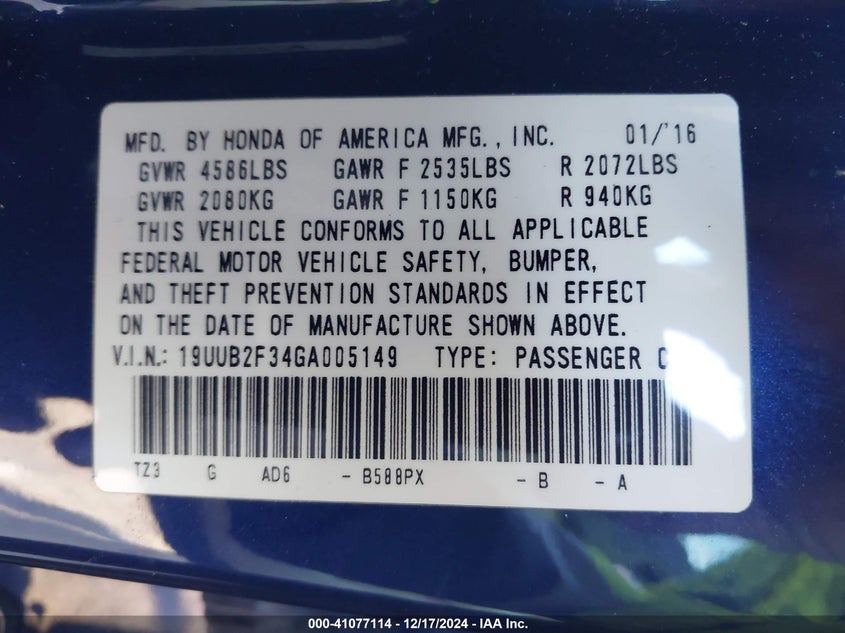 MFD. BY HONDA OF AMERICA MFG., INC. 01/'16
GVWR 4586LBS GAWR F 2535LBS R 2072LBS
GVWR 2080KG GAWR F 1150KG R 940KG
THIS VEHICLE CONFORMS TO ALL APPLICABLE
FEDERAL MOTOR VEHICLE SAFETY, BUMPER,
AND THEFT PREVENTION STANDARDS IN EFFECT
ON THE DATE OF MANUFACTURE SHOWN ABOVE.
V.I.N.: 19UUB2F34GA005149 TYPE: PASSENGER
TZ3 G AD6 - B588PX - B - A
000-41077114 - 12/17/2024 - IAA Inc.